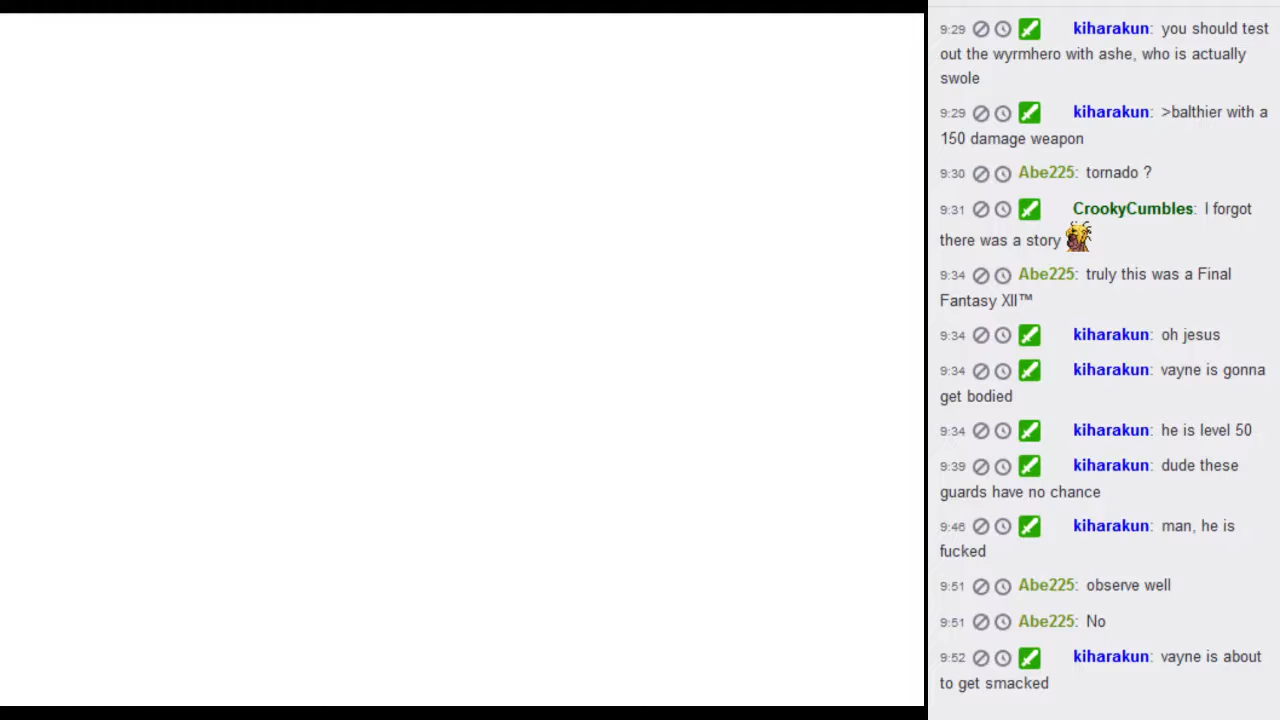 9:29 kiharakun: you should test
out the wyrmhero with ashe, who is actually
swole
9:29 kiharakun: >balthier with a
150 damage weapon
9:30 Abe225: tornado ?
9:31 CrookyCumbles: I forgot
there was a story
9:34 Abe225: truly this was a Final
Fantasy XII™
9:34 kiharakun: oh jesus
9:34 kiharakun: vayne is gonna
get bodied
9:34 kiharakun: he is level 50
9:39 kiharakun: dude these
guards have no chance
9:46 kiharakun: man, he is
fucked
9:51 Abe225: observe well
9:51 Abe225: No
9:52 kiharakun: vayne is about
to get smacked